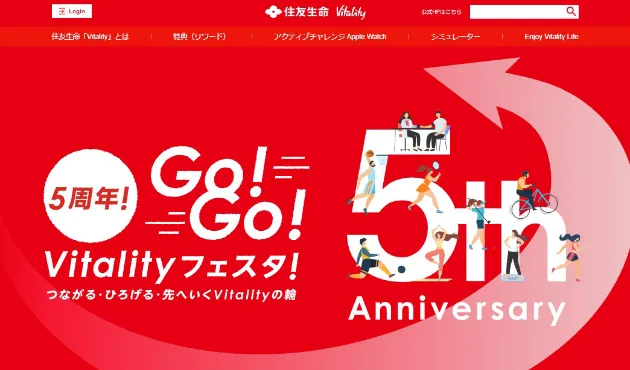 Login
住友生命 Vitality
公式HPはこちら
住友生命「Vitality」とは
特典（リワード）
アクティブチャレンジ Apple Watch
シミュレーター
Enjoy Vitality Life
5周年!
Go!
Go!
Vitalityフェスタ!
つながる・ひろげる・先へいくVitalityの輪
5th
Anniversary